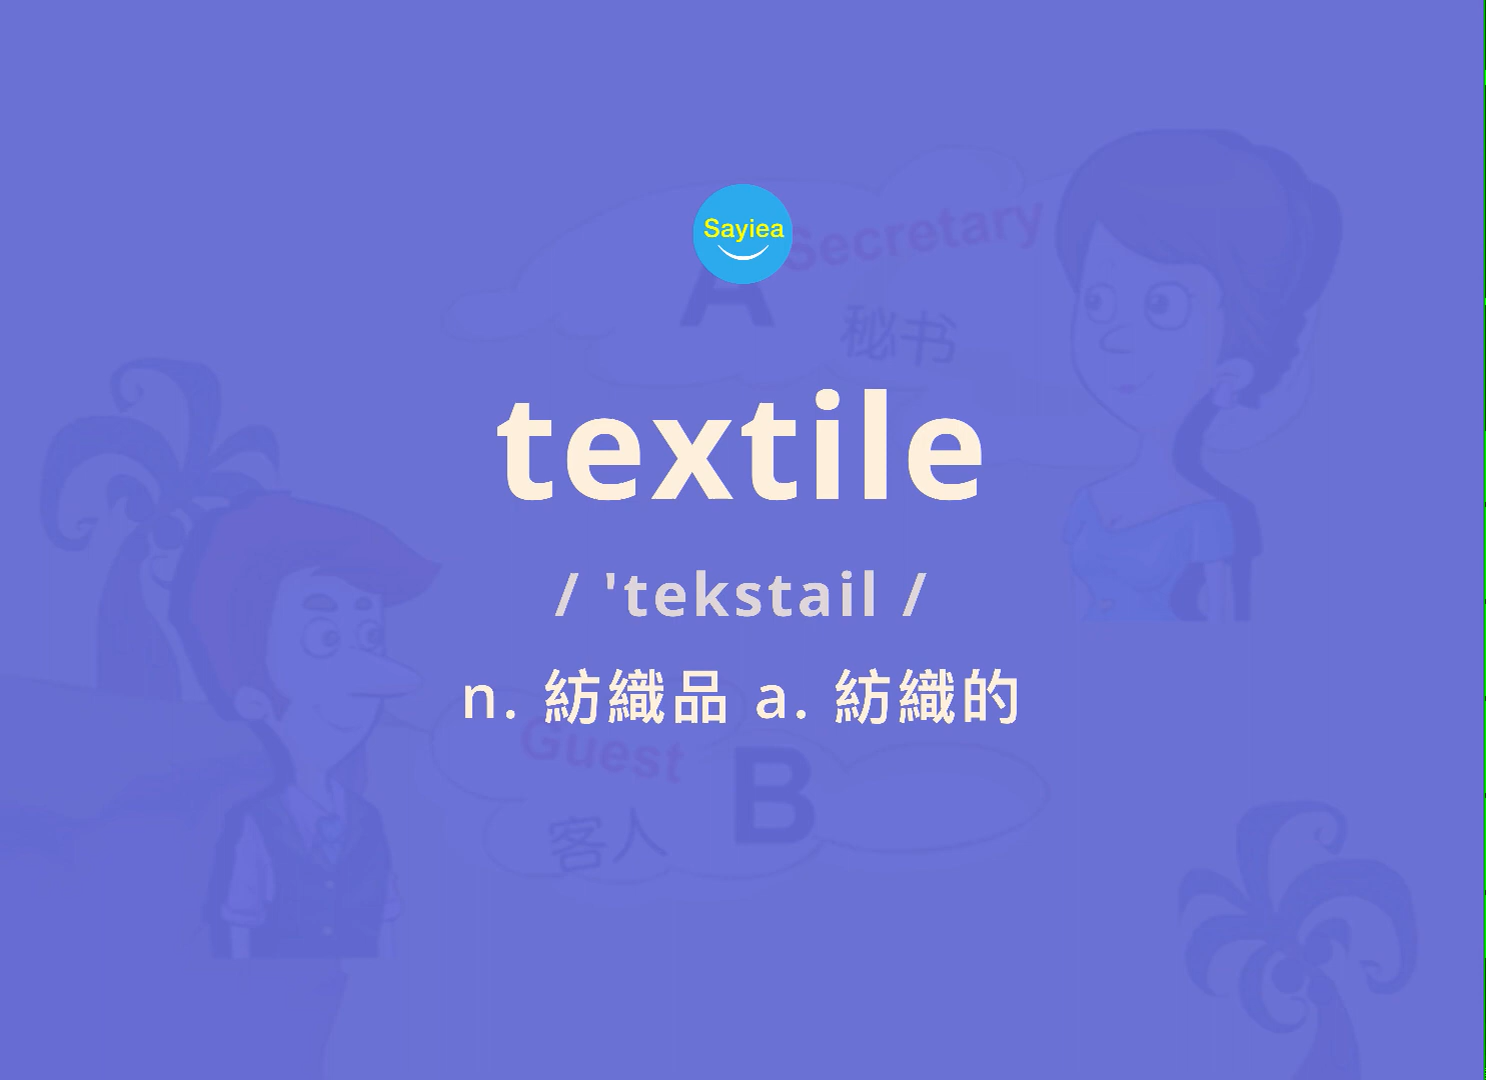 Sayiea
A Secretary
秘书
textile
/ 'tekstail /
n. 紡織品 a. 紡織的
Guest B
客人